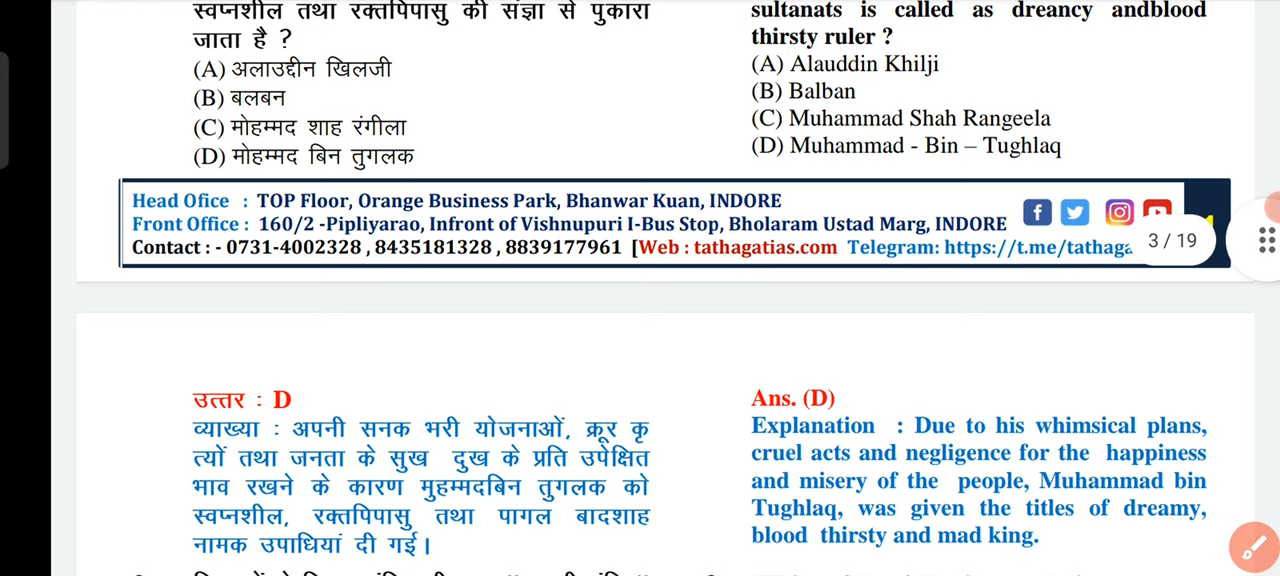 स्वप्नशील तथा रक्तपिपासु की संज्ञा से पुकारा
जाता है ?
(A) अलाउद्दीन खिलजी
(B) बलबन
(C) मोहम्मद शाह रंगीला
(D) मोहम्मद बिन तुगलक
sultanats is called as dreancy andblood
thirsty ruler ?
(A) Alauddin Khilji
(B) Balban
(C) Muhammad Shah Rangeela
(D) Muhammad - Bin – Tughlaq
Head Ofice : TOP Floor, Orange Business Park, Bhanwar Kuan, INDORE
Front Office : 160/2 -Pipliyarao, Infront of Vishnupuri I-Bus Stop, Bholaram Ustad Marg, INDORE
Contact : - 0731-4002328 , 8435181328 , 8839177961 [Web : tathagatias.com Telegram: https://t.me/tathaga
3 / 19
उत्तर : D
व्याख्या : अपनी सनक भरी योजनाओं, क्रूर कृ
त्यों तथा जनता के सुख दुख के प्रति उपेक्षित
भाव रखने के कारण मुहम्मदबिन तुगलक को
स्वप्नशील, रक्तपिपासु तथा पागल बादशाह
नामक उपाधियां दी गई।
Ans. (D)
Explanation : Due to his whimsical plans,
cruel acts and negligence for the happiness
and misery of the people, Muhammad bin
Tughlaq, was given the titles of dreamy,
blood thirsty and mad king.